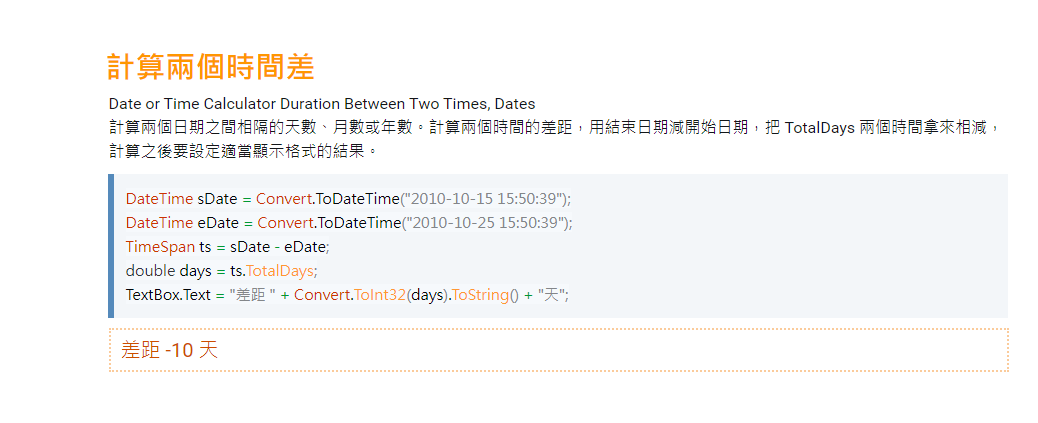 計算兩個時間差
Date or Time Calculator Duration Between Two Times, Dates
計算兩個日期之間相隔的天數、月數或年數。計算兩個時間的差距，用結束日期減開始日期，把 TotalDays 兩個時間拿來相減，
計算之後要設定適當顯示格式的結果。
DateTime sDate = Convert.ToDateTime("2010-10-15 15:50:39");
DateTime eDate = Convert.ToDateTime("2010-10-25 15:50:39");
TimeSpan ts = sDate - eDate;
double days = ts.TotalDays;
TextBox.Text = "差距 " + Convert.ToInt32(days).ToString() + "天";
差距 -10 天